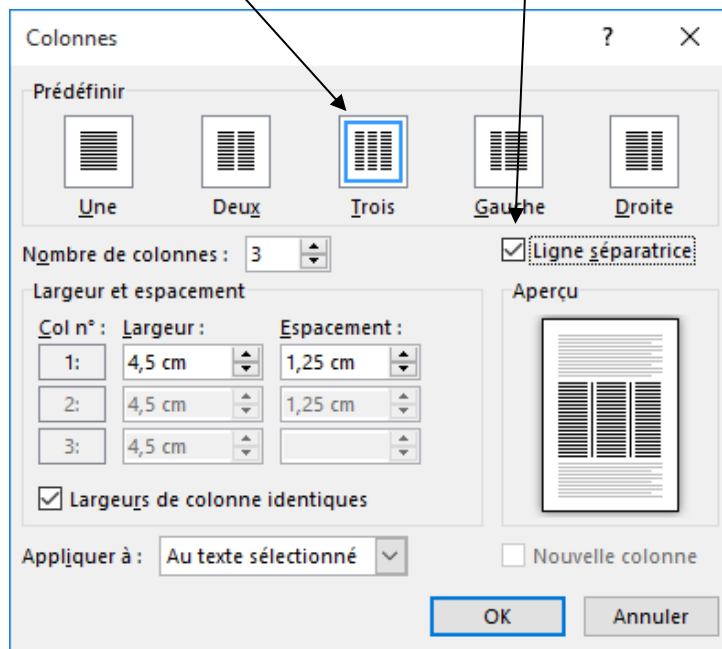 Colonnes ?
Prédéfinir
Une Deux Trois Gauche Droite
Nombre de colonnes : 3
Ligne séparatrice
Largeur et espacement
Col n° : Largeur : Espacement :
1: 4,5 cm 1,25 cm
2: 4,5 cm 1,25 cm
3: 4,5 cm
Largeurs de colonne identiques
Aperçu
Appliquer à : Au texte sélectionné
Nouvelle colonne
OK Annuler